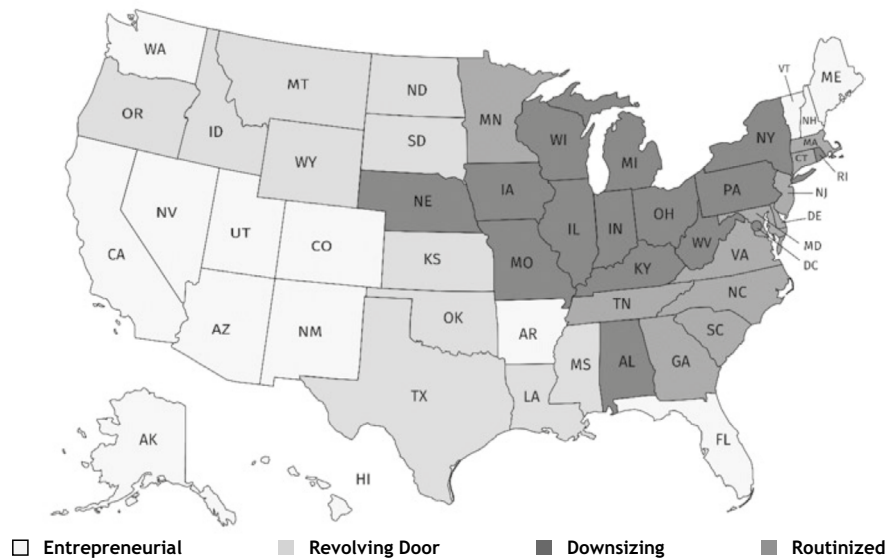 WA
MT
ND
MN
VT
ME
OR
ID
SD
WI
MI
NY
NH
MA
CT
RI
WY
NE
IA
PA
NJ
NV
UT
CO
KS
MO
IL
IN
OH
WV
VA
DE
MD
DC
CA
KY
AZ
NM
OK
AR
TN
NC
SC
TX
LA
MS
AL
GA
AK
HI
FL
Entrepreneurial Revolving Door Downsizing Routinized